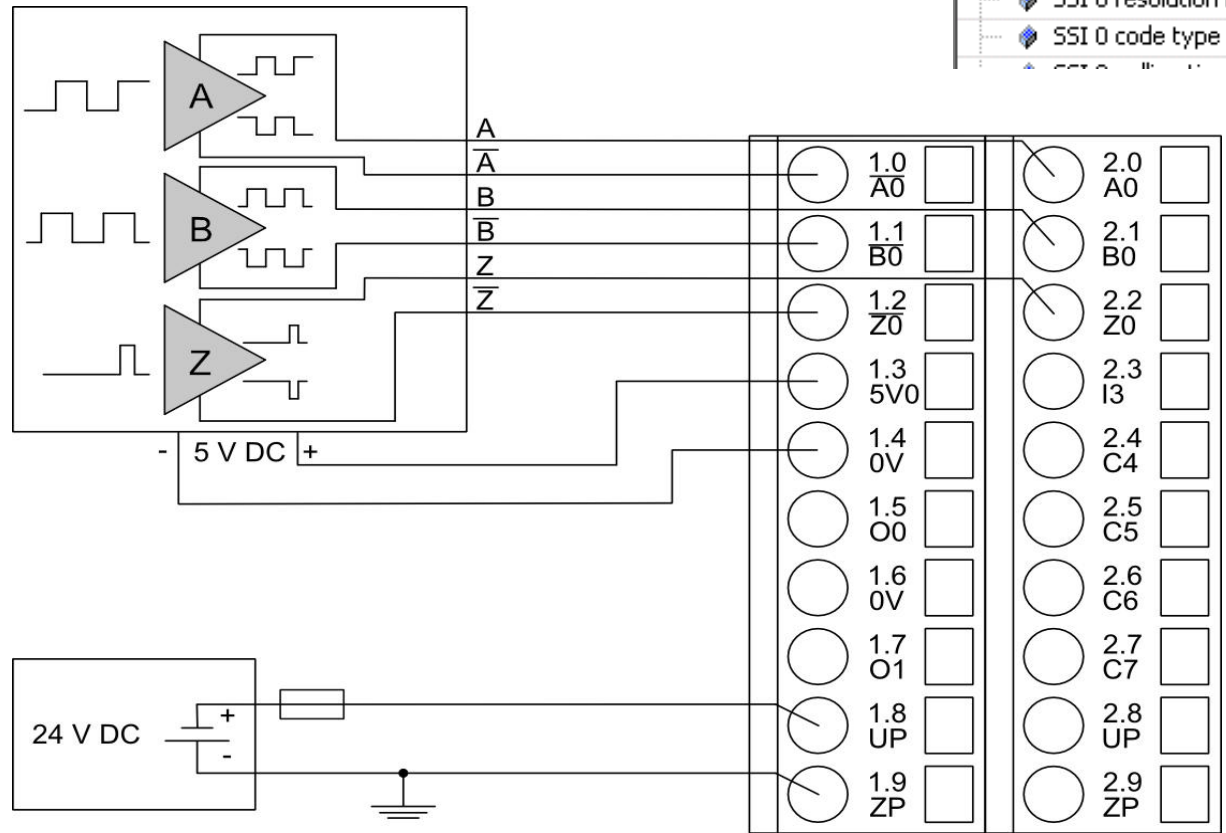 SSI 0 resolution
SSI 0 code type
A
B
Z
A
A
B
B
Z
Z
- 5 V DC +
24 V DC
+
-
1.0
A0
1.1
B0
1.2
Z0
1.3
5V0
1.4
0V
1.5
O0
1.6
0V
1.7
O1
1.8
UP
1.9
ZP
2.0
A0
2.1
B0
2.2
Z0
2.3
I3
2.4
C4
2.5
C5
2.6
C6
2.7
C7
2.8
UP
2.9
ZP